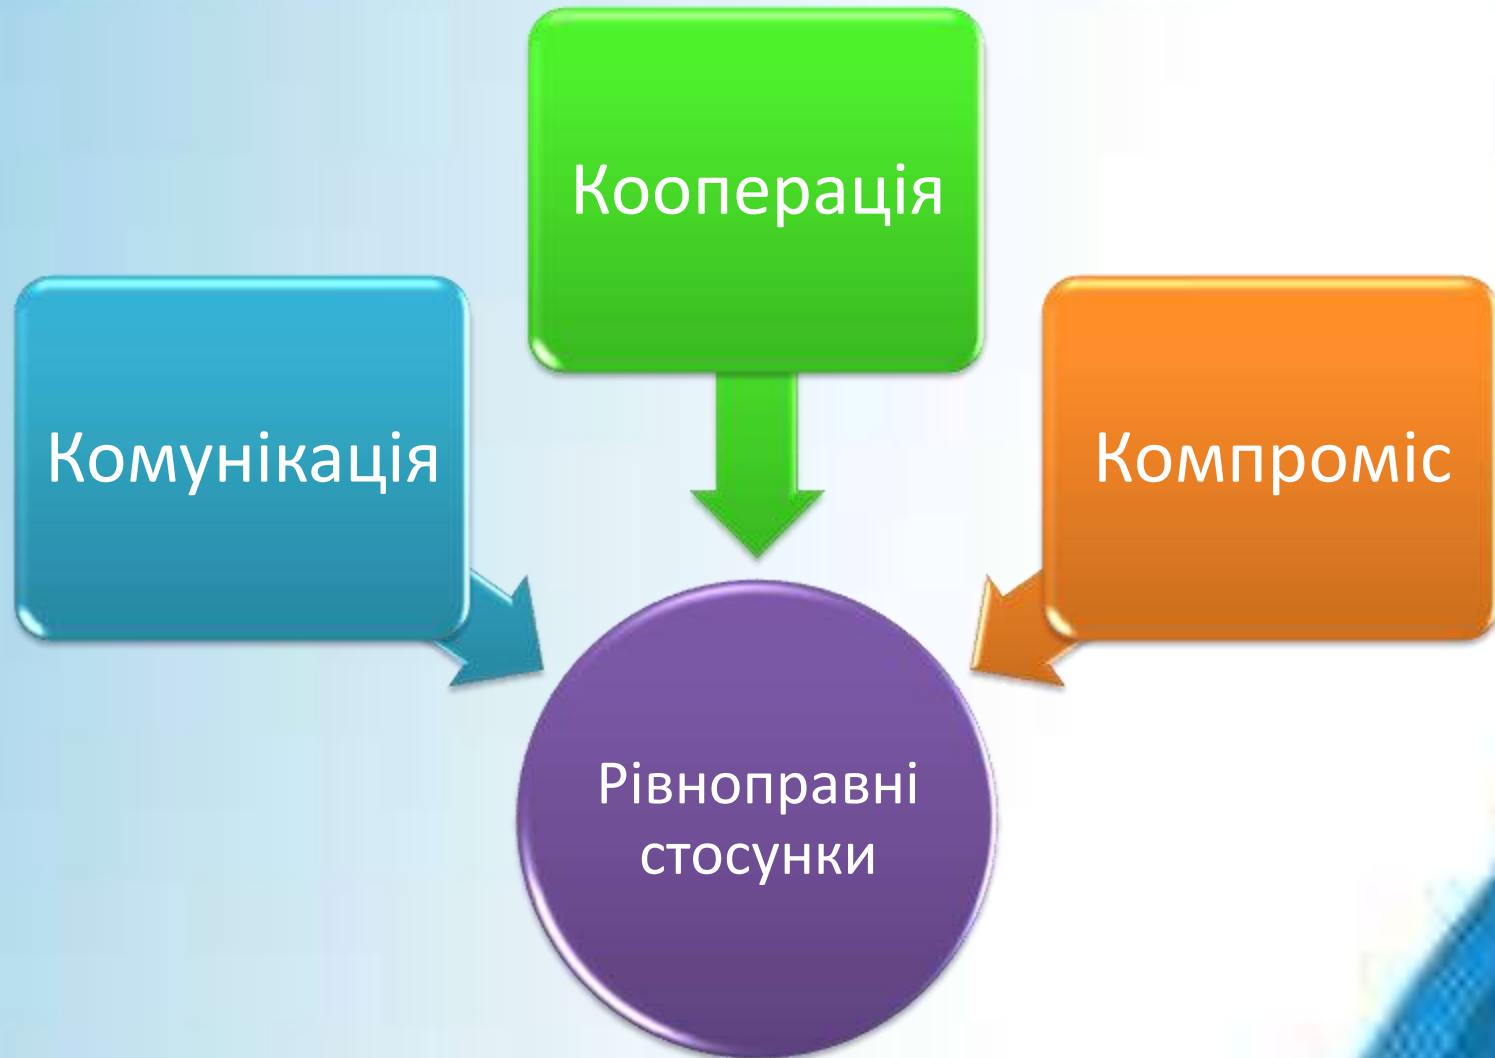 Кооперація
Комунікація
Компроміс
Рівноправні
стосунки